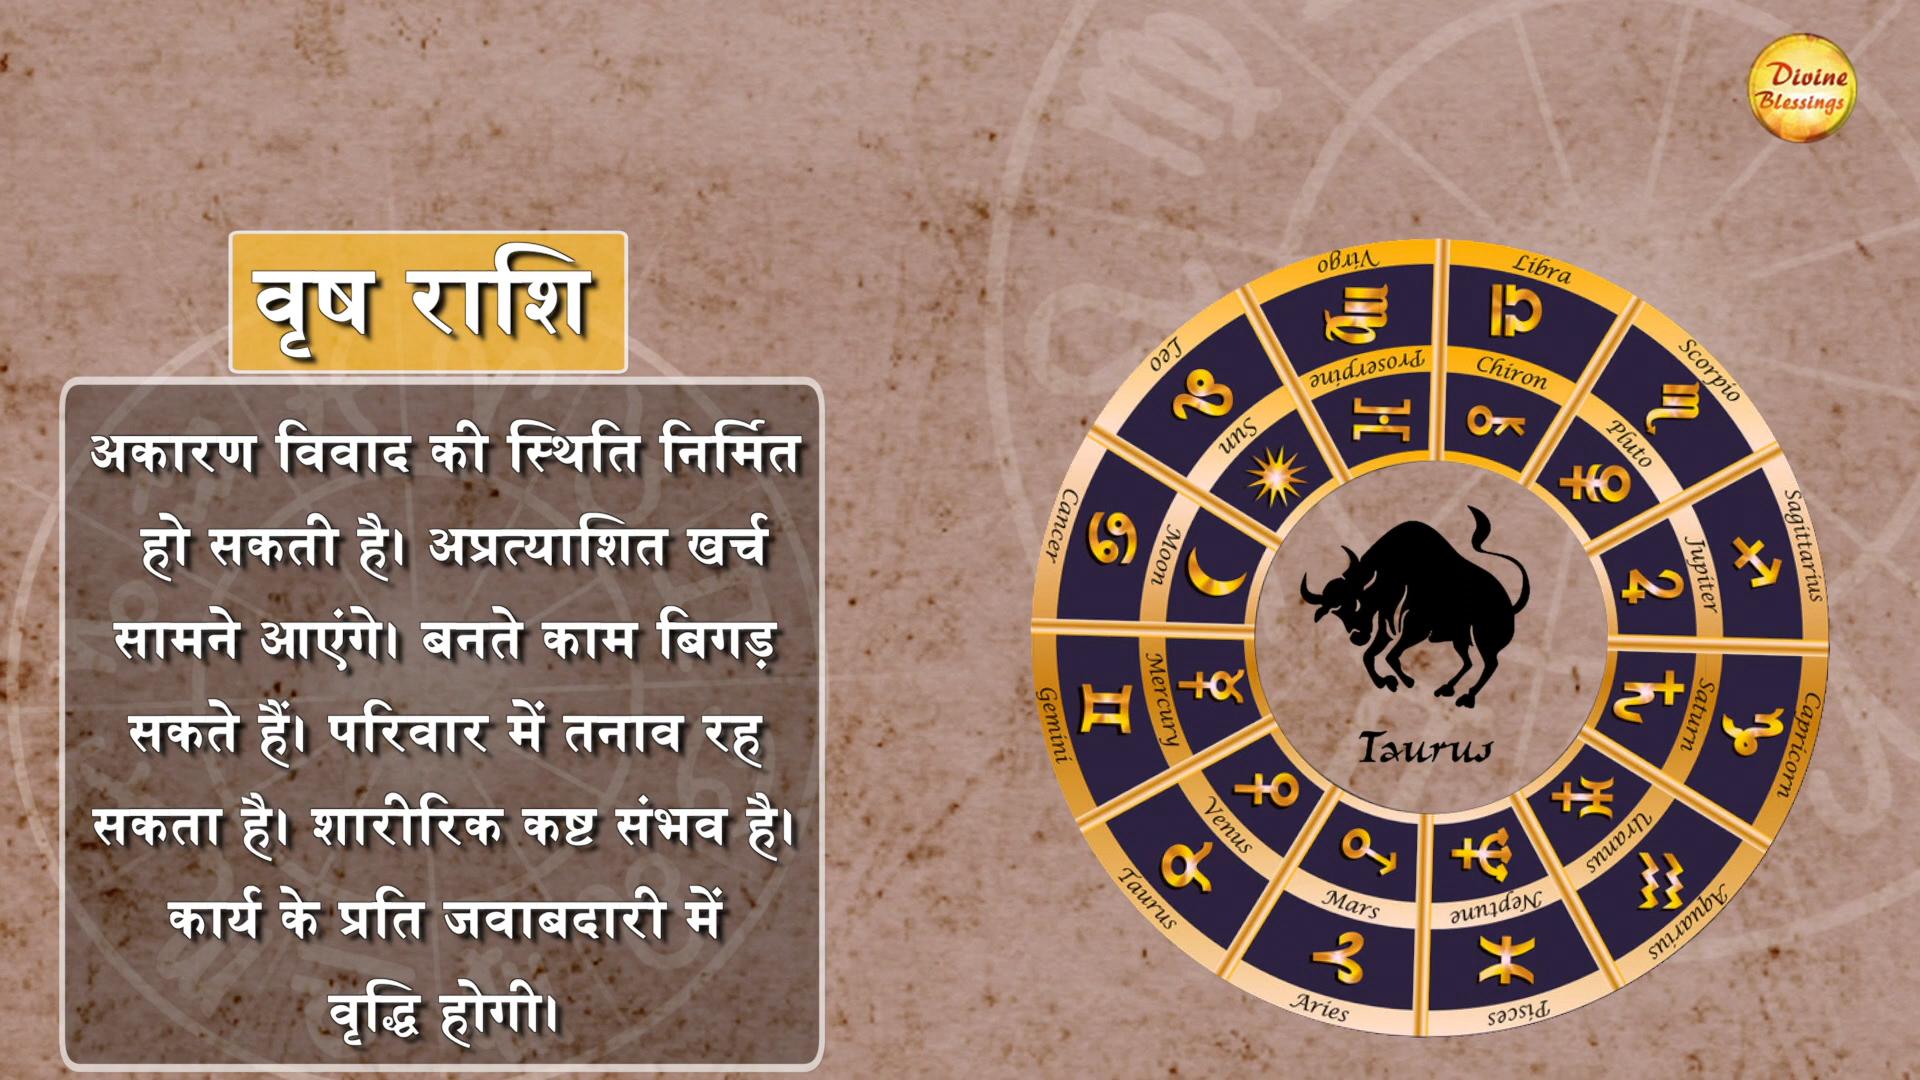 Divine
Blessings
वृष राशि
अकारण विवाद की स्थिति निर्मित
हो सकती है। अप्रत्याशित खर्च
सामने आएंगे। बनते काम बिगड़
सकते हैं। परिवार में तनाव रह
सकता है। शारीरिक कष्ट संभव है।
कार्य के प्रति जवाबदारी में
वृद्धि होगी।
Virgo
Libra
Scorpio
Sagittarius
Capricorn
Aquarius
Pisces
Aries
Taurus
Gemini
Cancer
Leo
Proserpine
Chiron
Pluto
Jupiter
Saturn
Uranus
Neptune
Mars
Venus
Mercury
Moon
Sun
Taurus